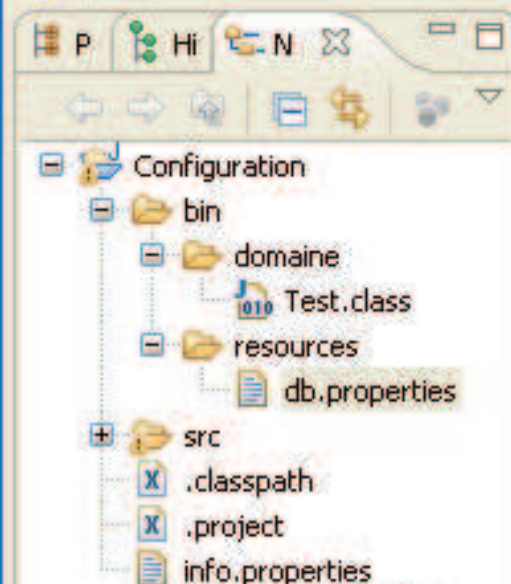 P Hi N
Configuration
bin
domaine
Test.class
resources
db.properties
src
.classpath
.project
info.properties